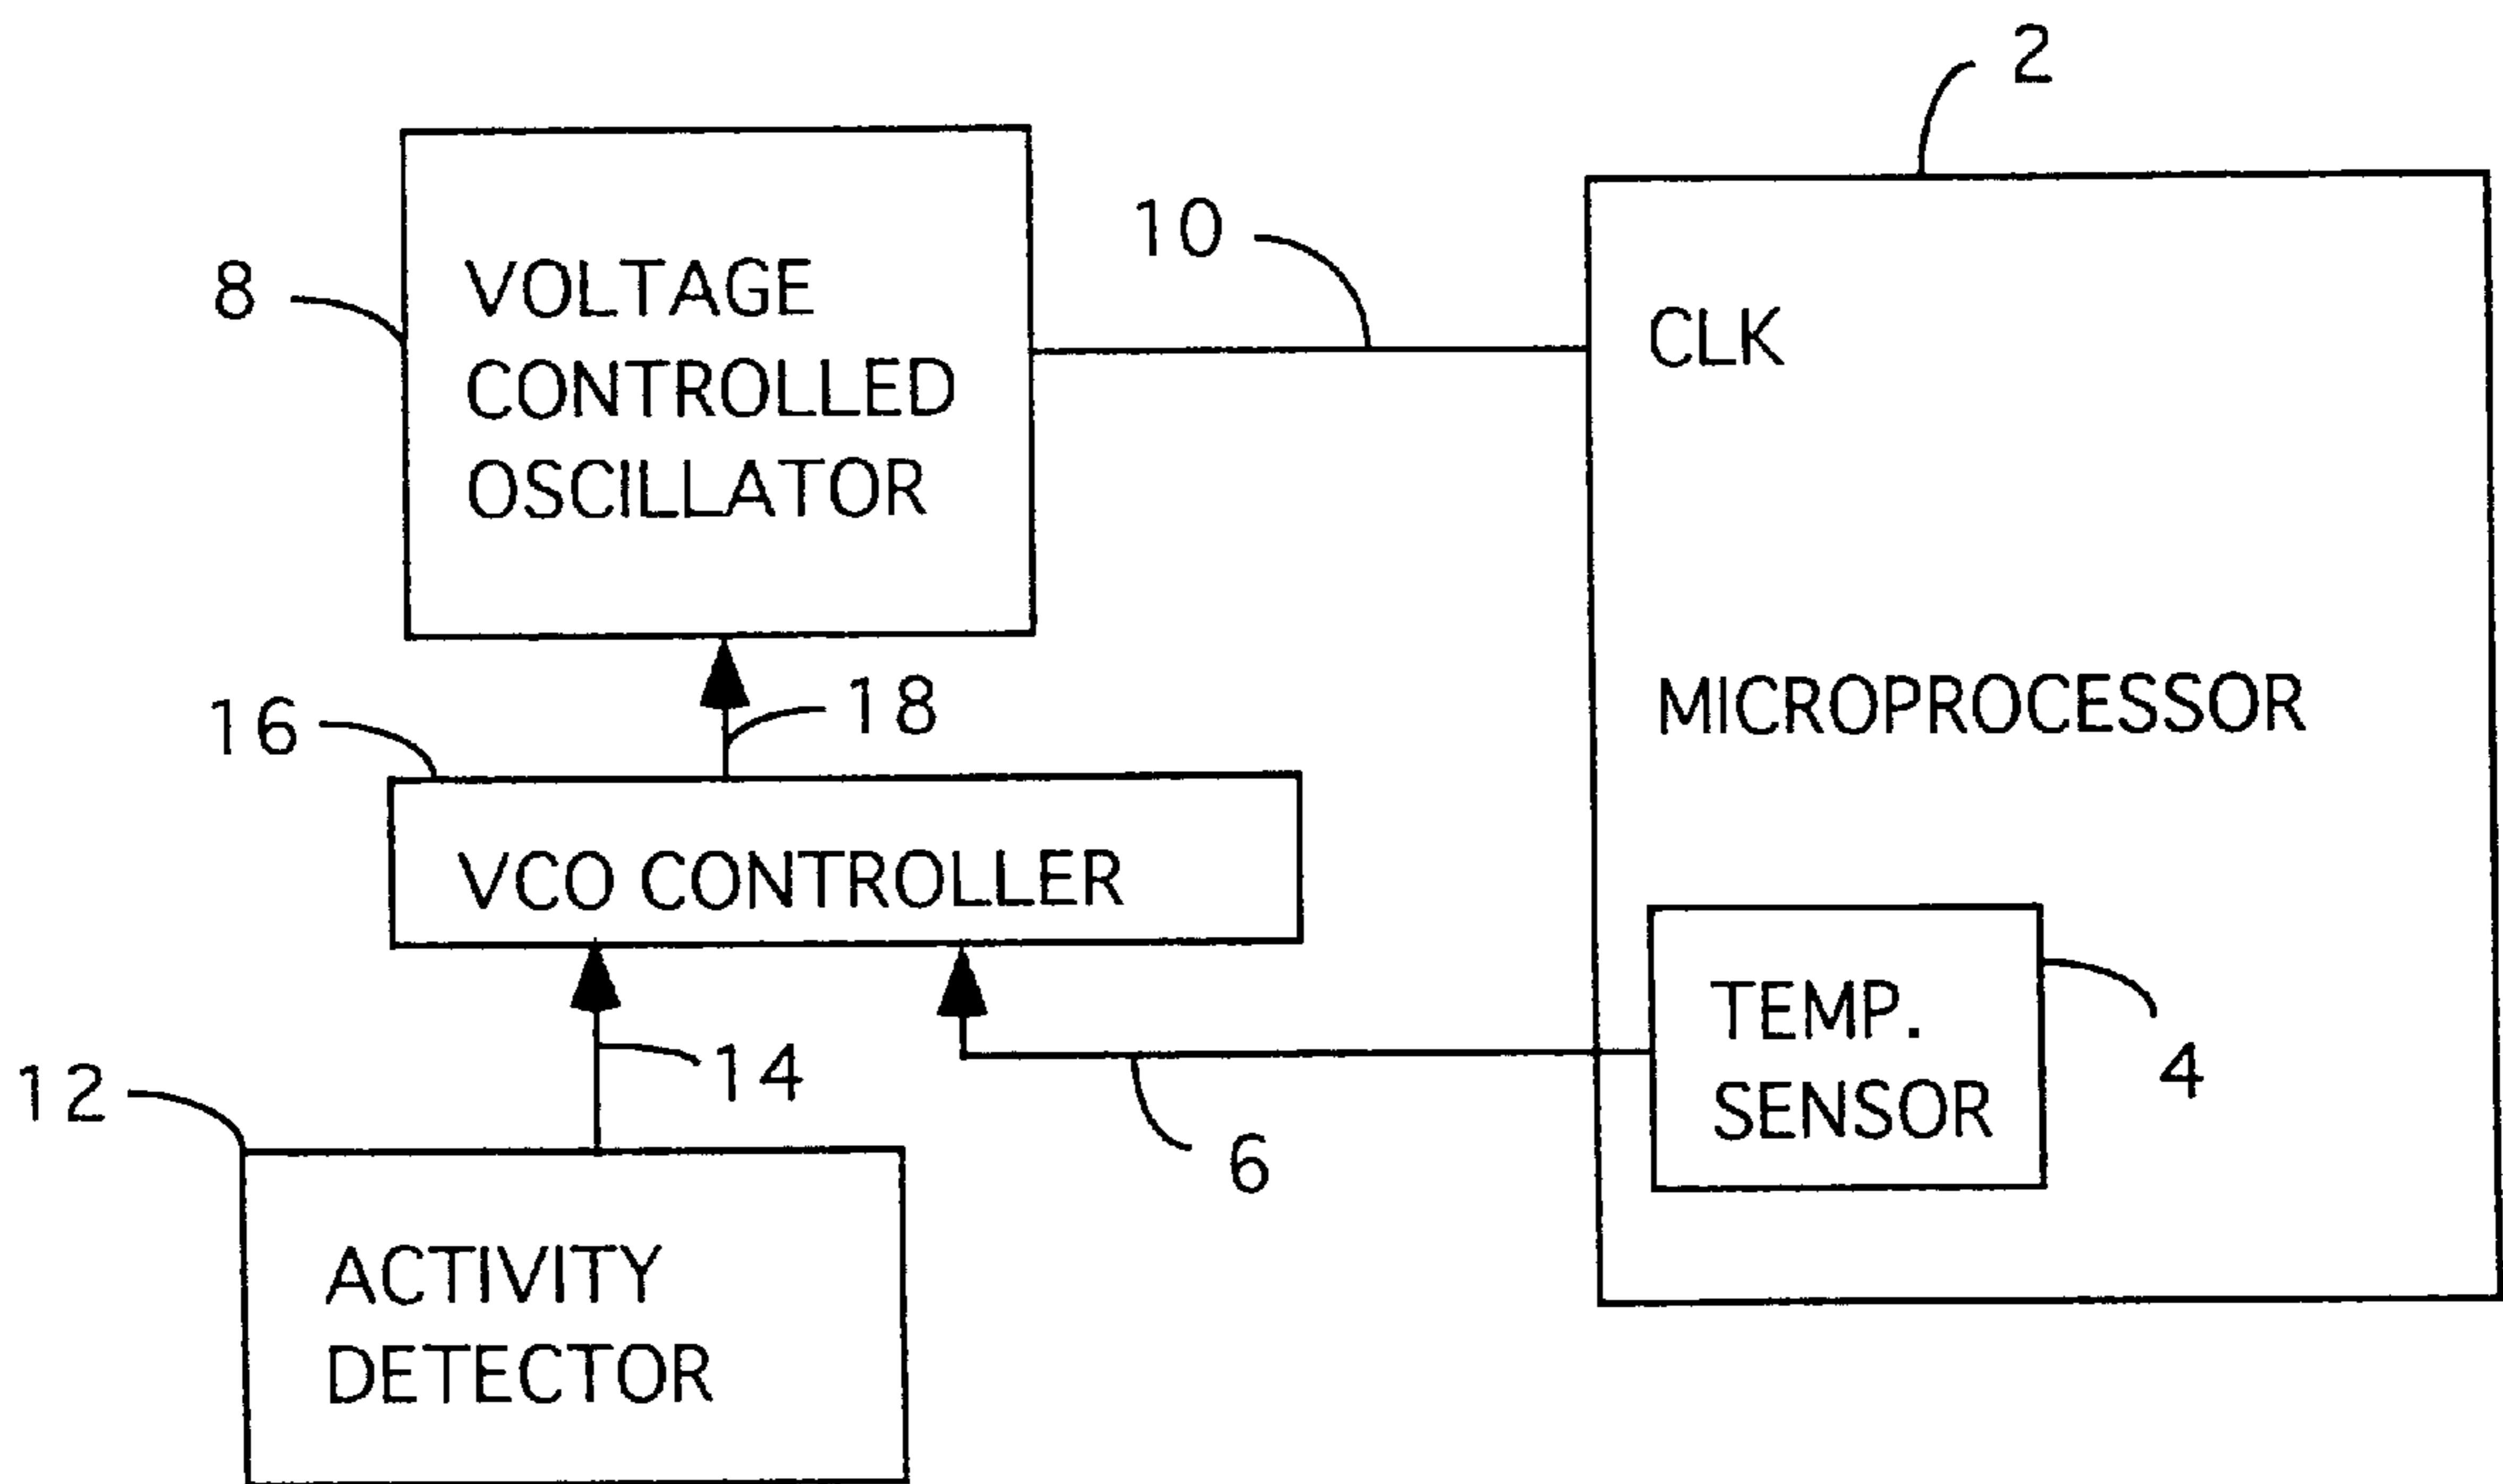 2
10
8
VOLTAGE
CONTROLLED
OSCILLATOR
CLK
18
16
MICROPROCESSOR
VCO CONTROLLER
TEMP.
SENSOR
4
14
12
6
ACTIVITY
DETECTOR